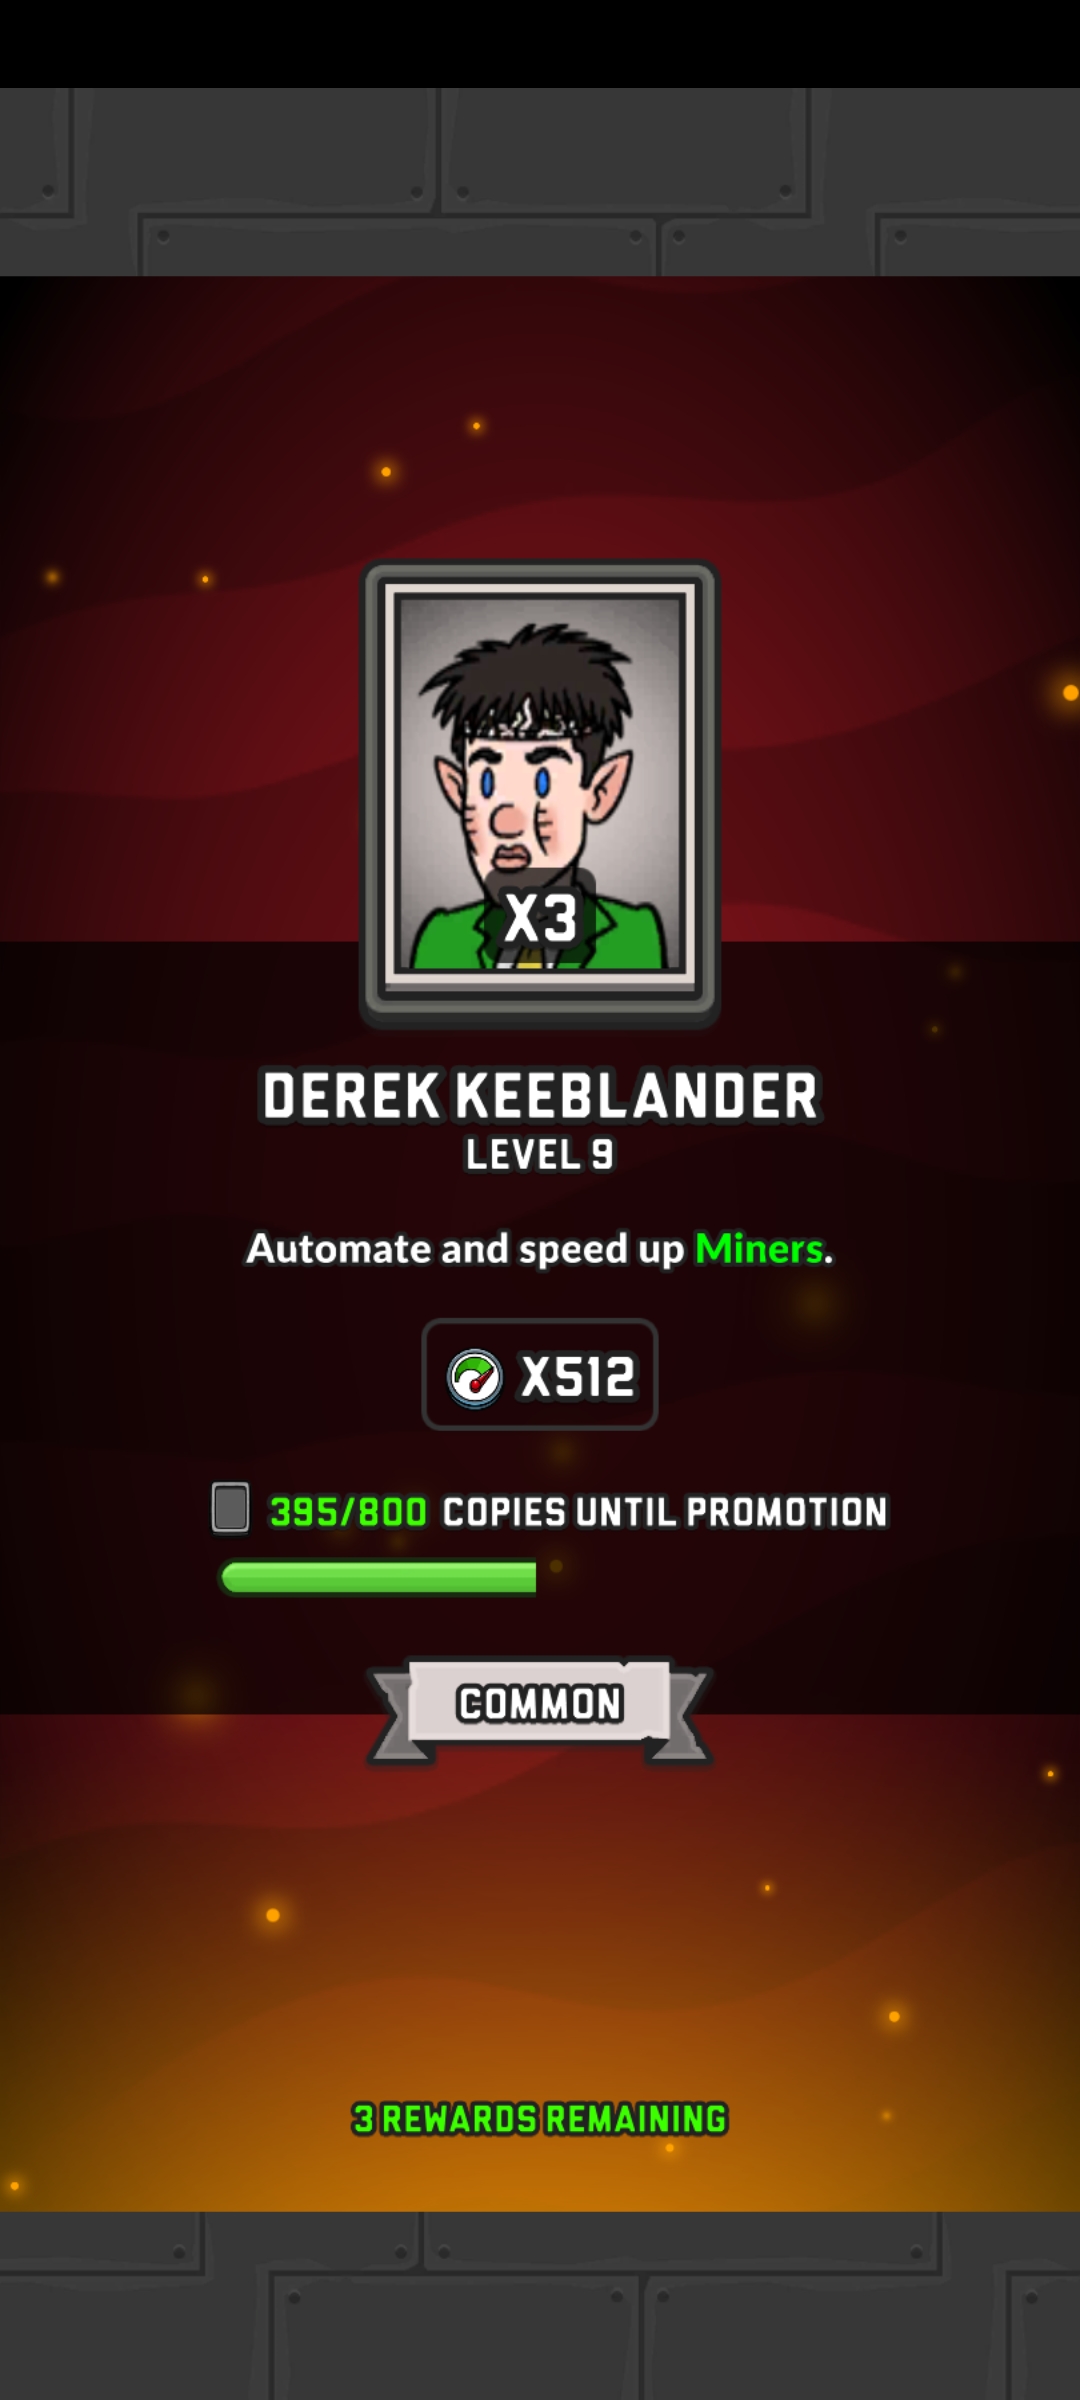 X3
DEREK KEEBLANDER
LEVEL 9
Automate and speed up Miners.
X512
395/800 COPIES UNTIL PROMOTION
COMMON
3 REWARDS REMAINING